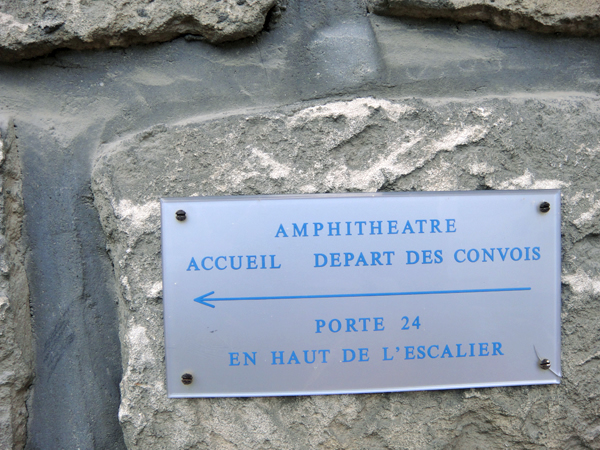 AMPHITHEATRE
ACCUEIL DEPART DES CONVOIS
PORTE 24
EN HAUT DE L'ESCALIER